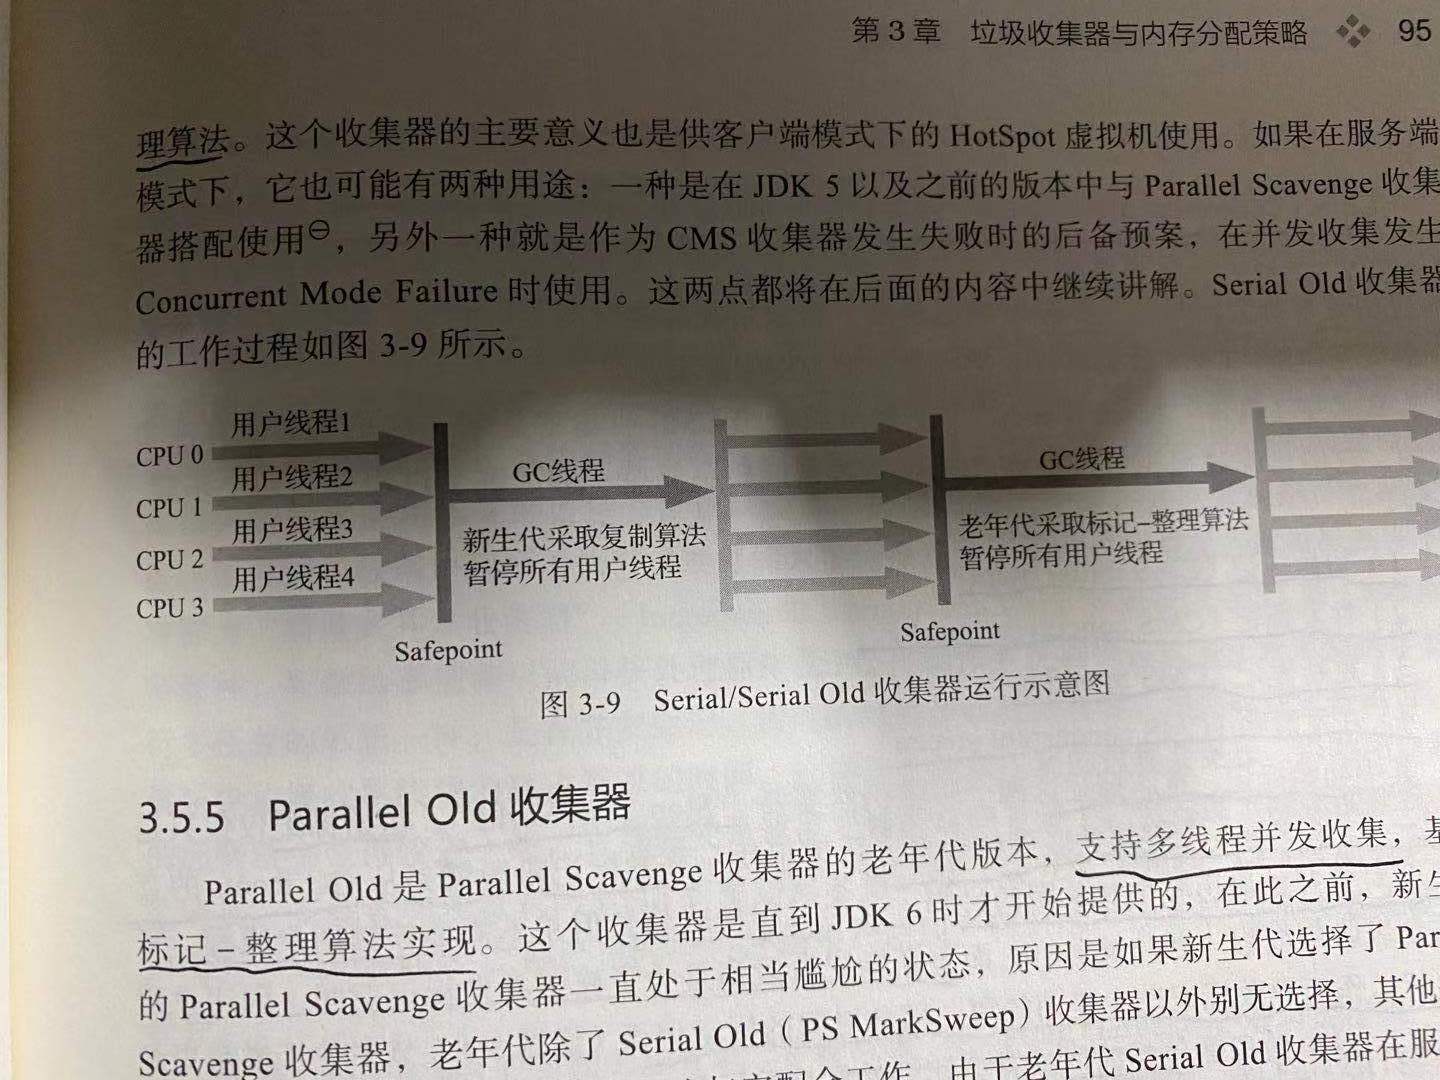 第3章 垃圾收集器与内存分配策略 95
理算法。这个收集器的主要意义也是供客户端模式下的 HotSpot 虚拟机使用。如果在服务端
模式下，它也可能有两种用途：一种是在 JDK 5 以及之前的版本中与 Parallel Scavenge 收集
器搭配使用㊀，另外一种就是作为 CMS 收集器发生失败时的后备预案，在并发收集发生
Concurrent Mode Failure 时使用。这两点都将在后面的内容中继续讲解。Serial Old 收集器
的工作过程如图 3-9 所示。
用户线程1
CPU 0
用户线程2
CPU 1
用户线程3
CPU 2
用户线程4
CPU 3
GC线程
新生代采取复制算法
暂停所有用户线程
GC线程
老年代采取标记–整理算法
暂停所有用户线程
Safepoint
Safepoint
图 3-9 Serial/Serial Old 收集器运行示意图
3.5.5 Parallel Old 收集器
Parallel Old 是 Parallel Scavenge 收集器的老年代版本，支持多线程并发收集，
标记–整理算法实现。这个收集器是直到 JDK 6 时才开始提供的，在此之前，新
的 Parallel Scavenge 收集器一直处于相当尴尬的状态，原因是如果新生代选择了 Par
Scavenge 收集器，老年代除了 Serial Old（PS MarkSweep）收集器以外别无选择，其他
配合工作。由于老年代 Serial Old 收集器在服